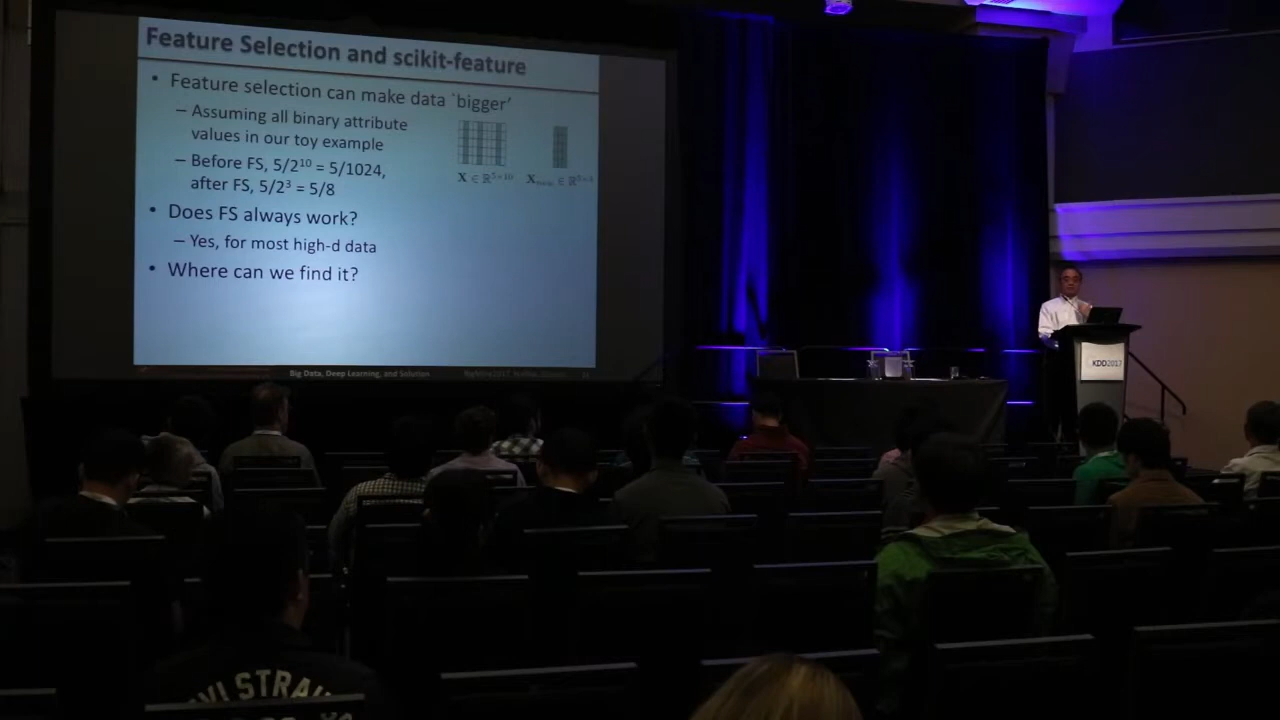 Feature Selection and scikit-feature
• Feature selection can make data `bigger'
– Assuming all binary attribute
values in our toy example
– Before FS, 5/2¹⁰ = 5/1024,
after FS, 5/2³ = 5/8
X ∈ ℝ⁵ˣ¹⁰
• Does FS always work?
– Yes, for most high-d data
• Where can we find it?
Big Data, Deep Learning, and Solution
KDD2017
STRAU